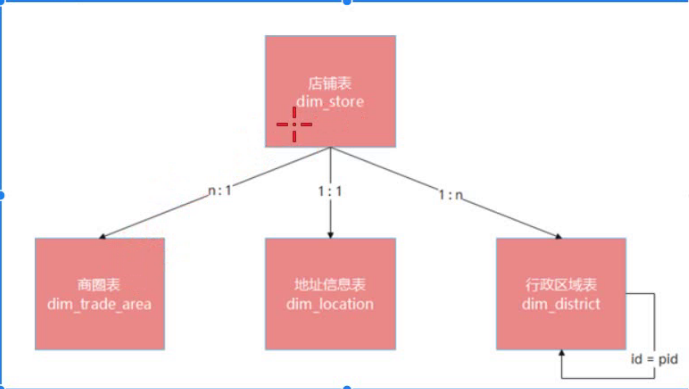 店铺表
dim_store
n:1
1:1
1:n
商圈表
dim_trade_area
地址信息表
dim_location
行政区域表
dim_district
id = pid